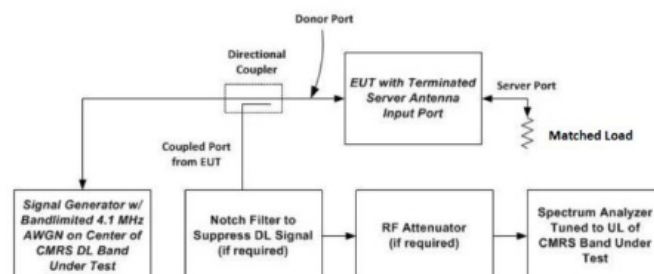 Donor Port
Directional
Coupler
EUT with Terminated
Server Antenna
Input Port
Server Port
Matched Load
Coupled Port
from EUT
Signal Generator w/
Bandlimited 4.1 MHz
AWGN on Center of
CMRS DL Band
Under Test
Notch Filter to
Suppress DL Signal
(if required)
RF Attenuator
(if required)
Spectrum Analyzer
Tuned to UL of
CMRS Band Under
Test